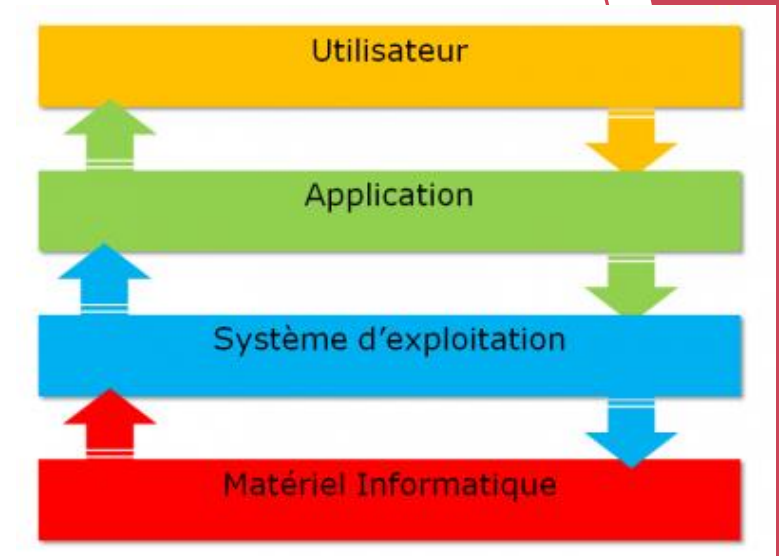 Utilisateur
Application
Système d'exploitation
Matériel Informatique